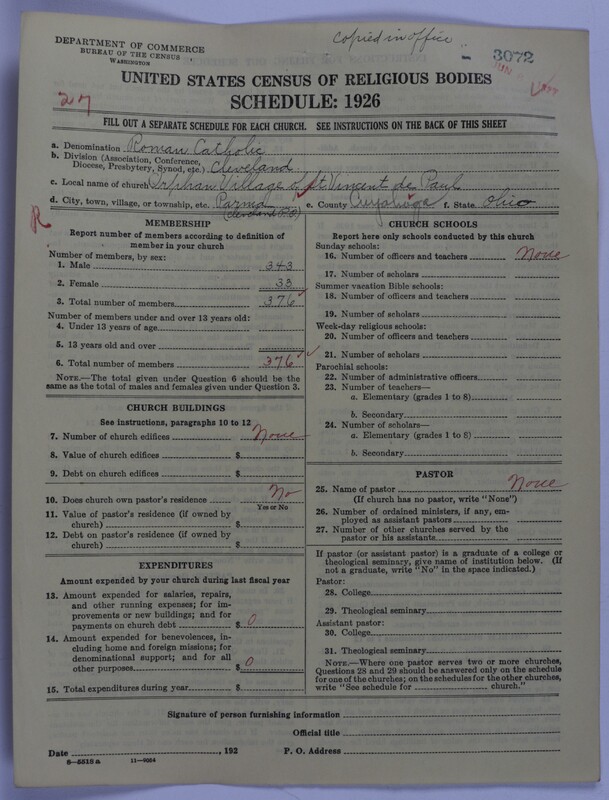 Copied in office
DEPARTMENT OF COMMERCE
BUREAU OF THE CENSUS
WASHINGTON
3072
UNITED STATES CENSUS OF RELIGIOUS BODIES
SCHEDULE: 1926
FILL OUT A SEPARATE SCHEDULE FOR EACH CHURCH. SEE INSTRUCTIONS ON THE BACK OF THIS SHEET
a. Denomination Roman Catholic
b. Division (Association, Conference, Diocese, Presbytery, Synod, etc.) Cleveland
c. Local name of church Orphan Village of St Vincent de Paul
d. City, town, village, or township, etc. Parma e. County Cuyahoga f. State Ohio
(Cleveland P.O.)
R
MEMBERSHIP
Report number of members according to definition of
member in your church
Number of members, by sex:
1. Male 343
2. Female 33
3. Total number of members 376
Number of members under and over 13 years old:
4. Under 13 years of age
5. 13 years old and over
6. Total number of members 376
NOTE.—The total given under Question 6 should be
the same as the total of males and females given under Question 3.
CHURCH BUILDINGS
See instructions, paragraphs 10 to 12
7. Number of church edifices None
8. Value of church edifices $
9. Debt on church edifices $
10. Does church own pastor's residence No
Yes or No
11. Value of pastor's residence (if owned by
church) $
12. Debt on pastor's residence (if owned by
church) $
EXPENDITURES
Amount expended by your church during last fiscal year
13. Amount expended for salaries, repairs,
and other running expenses; for im-
provements or new buildings; and for
payments on church debt $ 0
14. Amount expended for benevolences, in-
cluding home and foreign missions; for
denominational support; and for all
other purposes $ 0
15. Total expenditures during year $
CHURCH SCHOOLS
Report here only schools conducted by this church
Sunday schools:
16. Number of officers and teachers None
17. Number of scholars
Summer vacation Bible schools:
18. Number of officers and teachers
19. Number of scholars
Week-day religious schools:
20. Number of officers and teachers
21. Number of scholars
Parochial schools:
22. Number of administrative officers
23. Number of teachers—
a. Elementary (grades 1 to 8)
b. Secondary
24. Number of scholars—
a. Elementary (grades 1 to 8)
b. Secondary
PASTOR
25. Name of pastor None
(If church has no pastor, write "None")
26. Number of ordained ministers, if any, em-
ployed as assistant pastors
27. Number of other churches served by the
pastor or his assistants
If pastor (or assistant pastor) is a graduate of a college or
theological seminary, give name of institution below. (If
not a graduate, write "No" in the space indicated.)
Pastor:
28. College
29. Theological seminary
Assistant pastor:
30. College
31. Theological seminary
NOTE.—Where one pastor serves two or more churches,
Questions 28 and 29 should be answered only on the schedule
for one of the churches; on the schedules for the other churches,
write "See schedule for church."
Signature of person furnishing information
Official title
Date , 192 P. O. Address
8-5518 a 11-9064